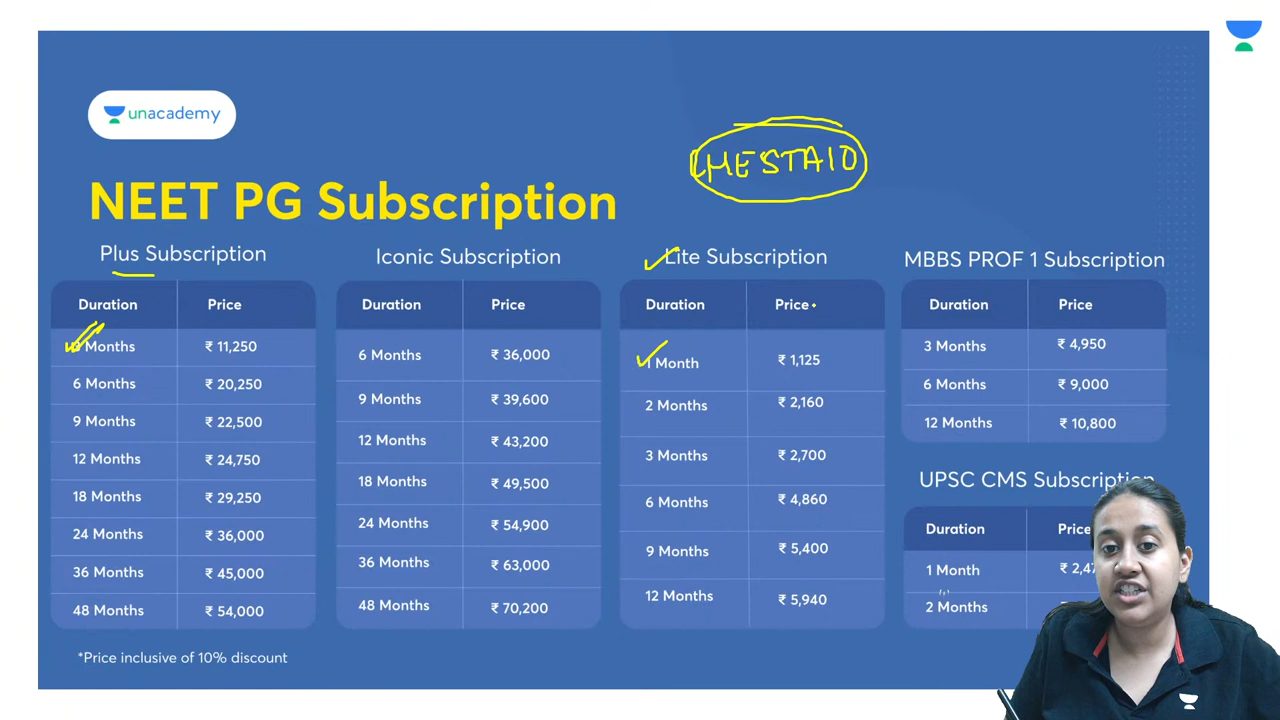 unacademy
NEET PG Subscription
Plus Subscription
Duration Price
Months ₹ 11,250
6 Months ₹ 20,250
9 Months ₹ 22,500
12 Months ₹ 24,750
18 Months ₹ 29,250
24 Months ₹ 36,000
36 Months ₹ 45,000
48 Months ₹ 54,000
*Price inclusive of 10% discount
Iconic Subscription
Duration Price
6 Months ₹ 36,000
9 Months ₹ 39,600
12 Months ₹ 43,200
18 Months ₹ 49,500
24 Months ₹ 54,900
36 Months ₹ 63,000
48 Months ₹ 70,200
Lite Subscription
Duration Price
1 Month ₹ 1,125
2 Months ₹ 2,160
3 Months ₹ 2,700
6 Months ₹ 4,860
9 Months ₹ 5,400
12 Months ₹ 5,940
MBBS PROF 1 Subscription
Duration Price
3 Months ₹ 4,950
6 Months ₹ 9,000
12 Months ₹ 10,800
UPSC CMS Subscription
Duration Price
1 Month
2 Months